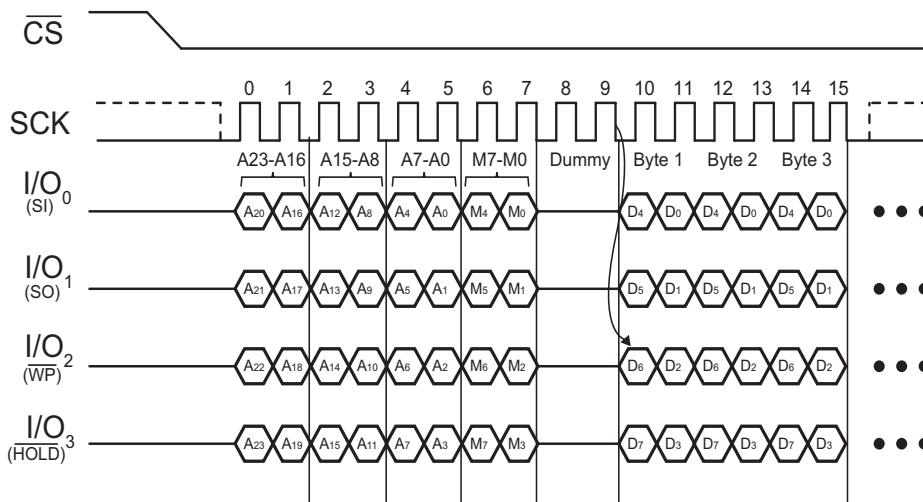 CS
0 1 2 3 4 5 6 7 8 9 10 11 12 13 14 15
SCK
A23-A16 A15-A8 A7-A0 M7-M0 Dummy Byte 1 Byte 2 Byte 3
I/O0
(SI)
A20 A16 A12 A8 A4 A0 M4 M0 D4 D0 D4 D0 D4 D0
I/O1
(SO)
A21 A17 A13 A9 A5 A1 M5 M1 D5 D1 D5 D1 D5 D1
I/O2
(WP)
A22 A18 A14 A10 A6 A2 M6 M2 D6 D2 D6 D2 D6 D2
I/O3
(HOLD)
A23 A19 A15 A11 A7 A3 M7 M3 D7 D3 D7 D3 D7 D3